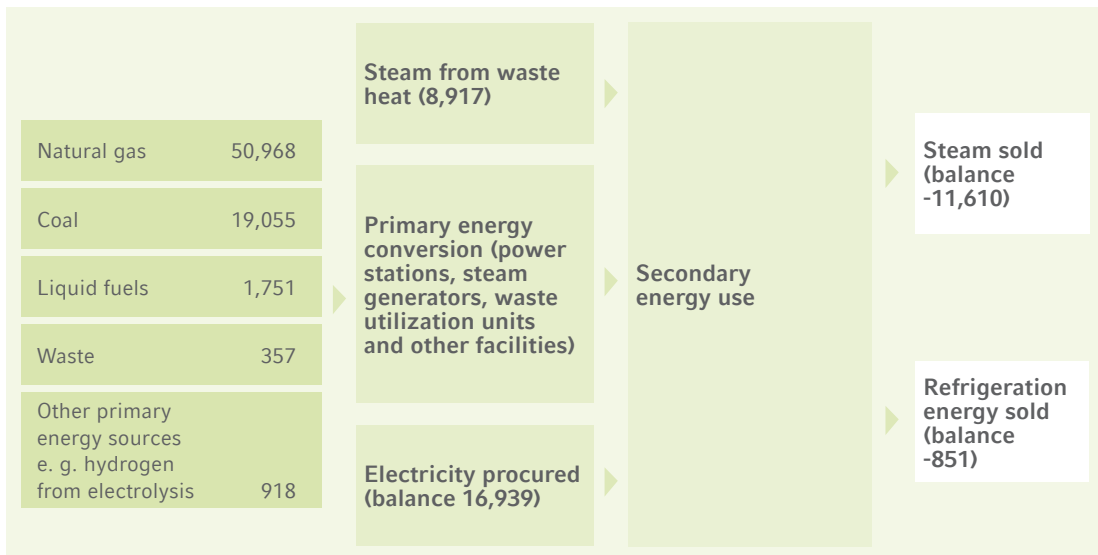 Natural gas 50,968
Coal 19,055
Liquid fuels 1,751
Waste 357
Other primary
energy sources
e. g. hydrogen
from electrolysis 918
Steam from waste
heat (8,917)
Primary energy
conversion (power
stations, steam
generators, waste
utilization units
and other facilities)
Electricity procured
(balance 16,939)
Secondary
energy use
Steam sold
(balance
-11,610)
Refrigeration
energy sold
(balance
-851)